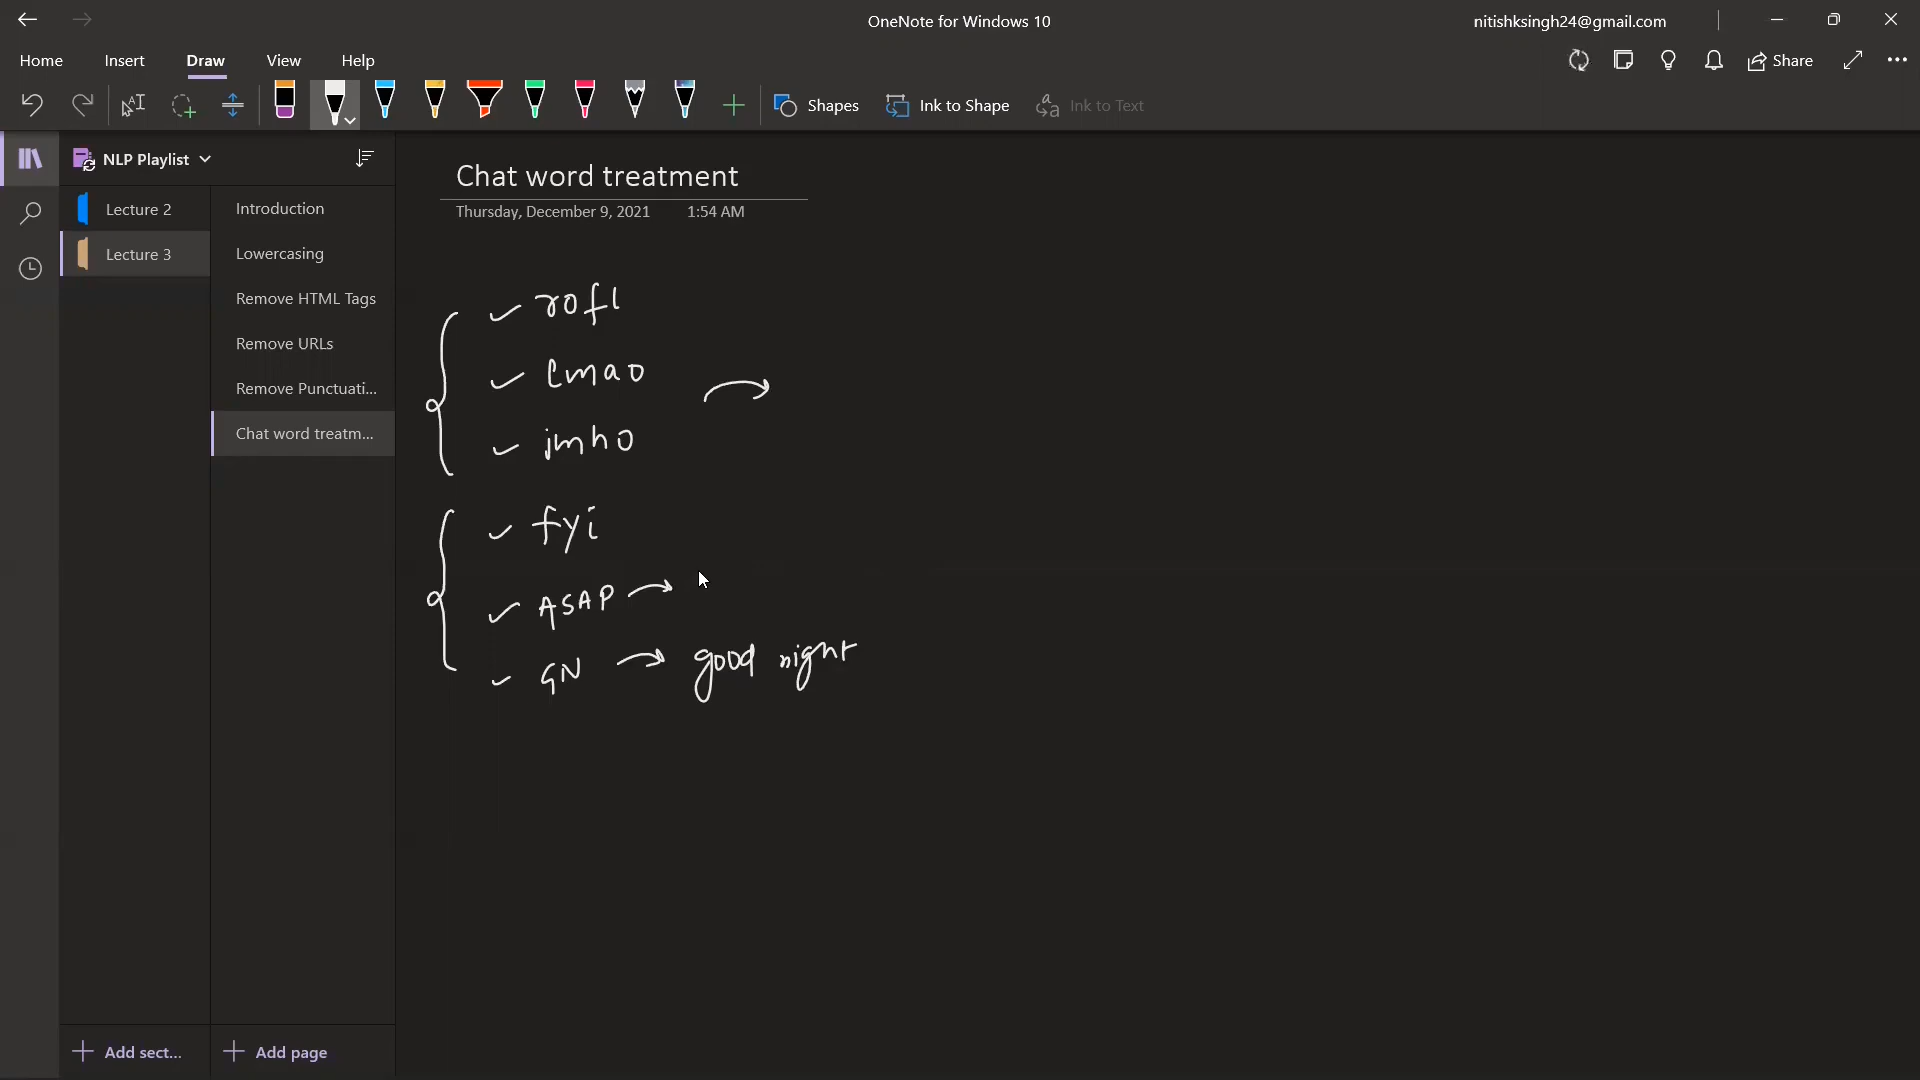 OneNote for Windows 10
nitishksingh24@gmail.com
Home Insert Draw View Help
Share
Shapes Ink to Shape Ink to Text
NLP Playlist
Lecture 2
Lecture 3
Introduction
Lowercasing
Remove HTML Tags
Remove URLs
Remove Punctuati...
Chat word treatm...
Add sect...
Add page
Chat word treatment
Thursday, December 9, 2021 1:54 AM
rofl
lmao
imho
fyi
ASAP
GN → good night